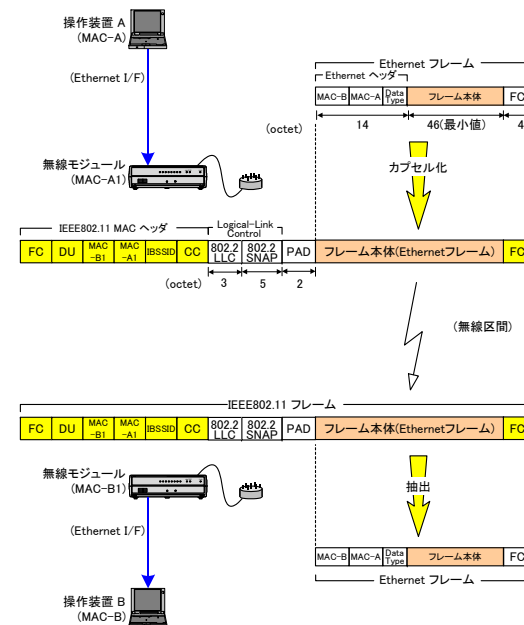 操作装置 A
(MAC-A)
(Ethernet I/F)
Ethernet フレーム
Ethernet ヘッダ
MAC-B MAC-A Data Type フレーム本体 FC
(octet) 14 46(最小値) 4
カプセル化
無線モジュール
(MAC-A1)
IEEE802.11 MAC ヘッダ
Logical-Link
Control
FC DU MAC -B1 MAC -A1 IBSSID CC 802.2 LLC 802.2 SNAP PAD フレーム本体(Ethernetフレーム) FC
(octet) 3 5 2
(無線区間)
IEEE802.11 フレーム
FC DU MAC -B1 MAC -A1 IBSSID CC 802.2 LLC 802.2 SNAP PAD フレーム本体(Ethernetフレーム) FC
無線モジュール
(MAC-B1)
抽出
(Ethernet I/F)
MAC-B MAC-A Data Type フレーム本体 FC
Ethernet フレーム
操作装置 B
(MAC-B)